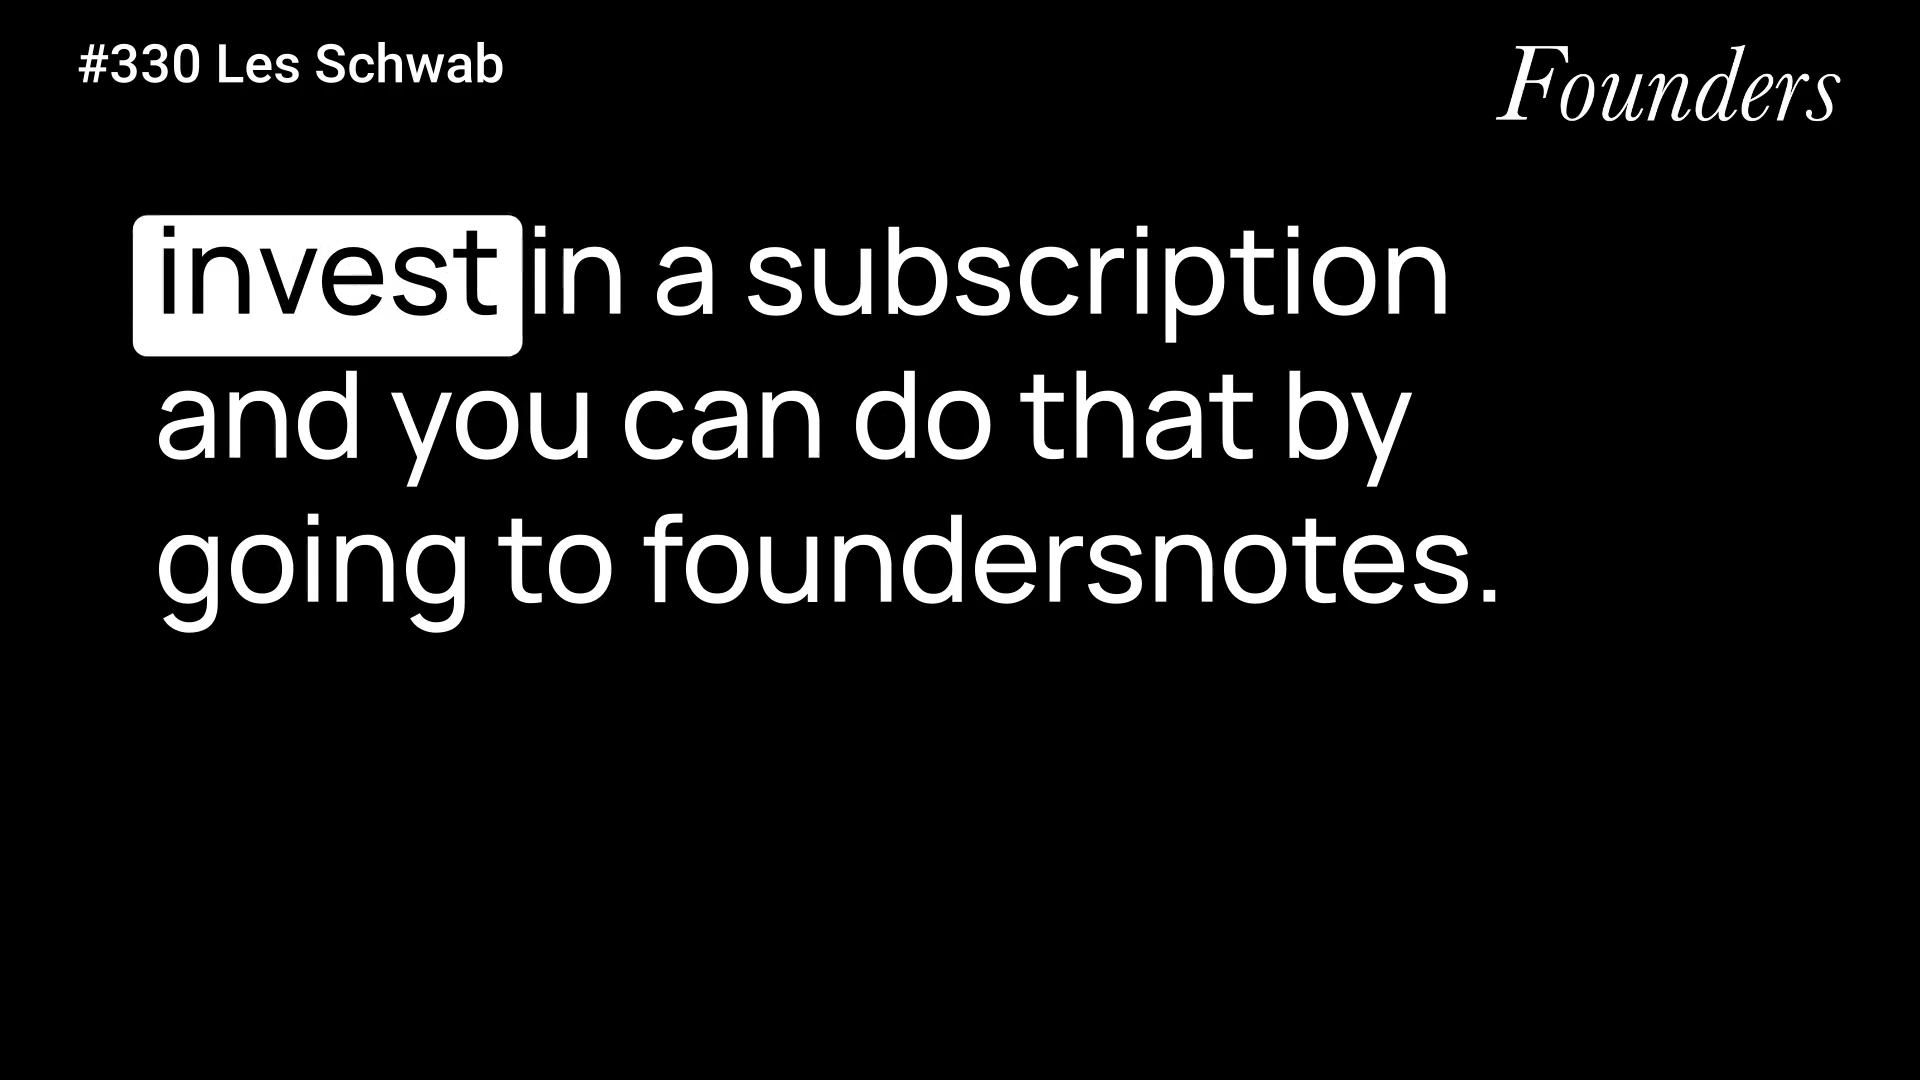 #330 Les Schwab
Founders
invest in a subscription
and you can do that by
going to foundersnotes.